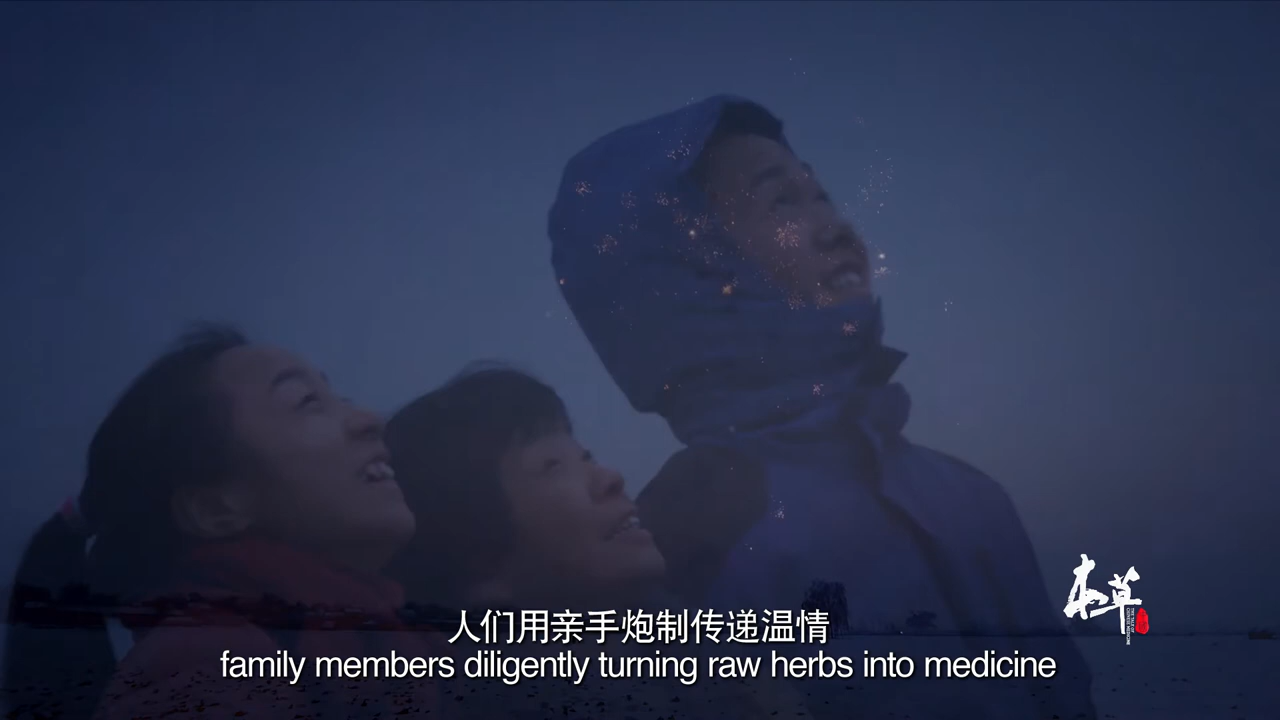 本草
人们用亲手炮制传递温情
family members diligently turning raw herbs into medicine